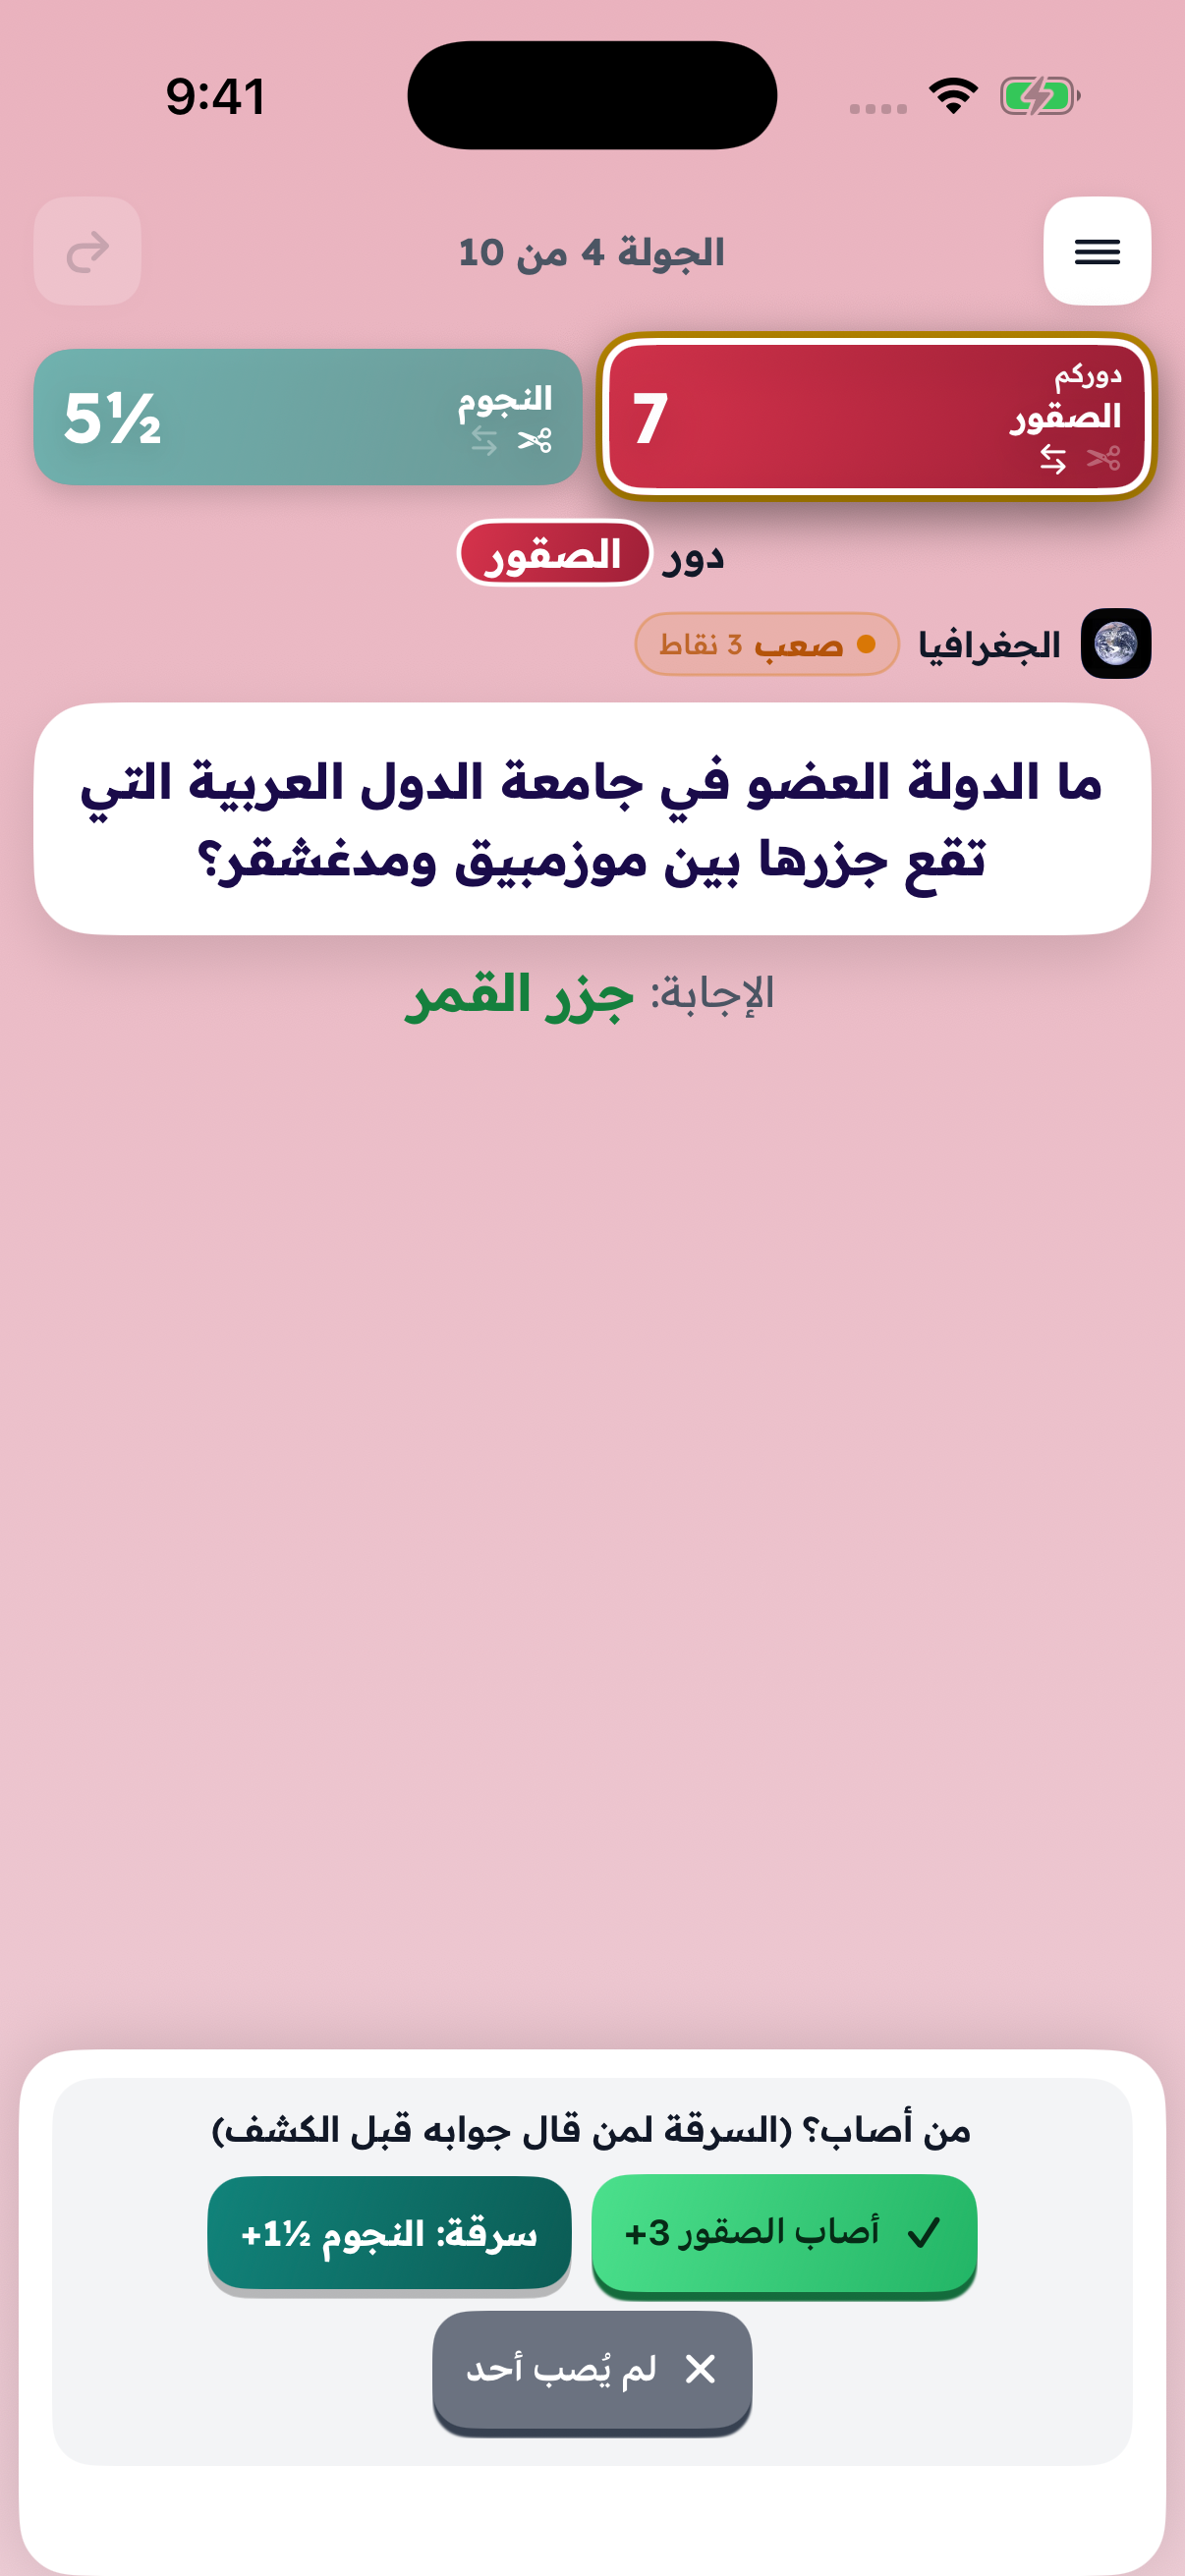 9:41
الجولة 4 من 10
دوركم
الصقور
7
النجوم
5½
دور الصقور
الجغرافيا
صعب 3 نقاط
ما الدولة العضو في جامعة الدول العربية التي
تقع جزرها بين موزمبيق ومدغشقر؟
الإجابة: جزر القمر
من أصاب؟ (السرقة لمن قال جوابه قبل الكشف)
أصاب الصقور 3+
سرقة: النجوم 1½+
لم يُصب أحد